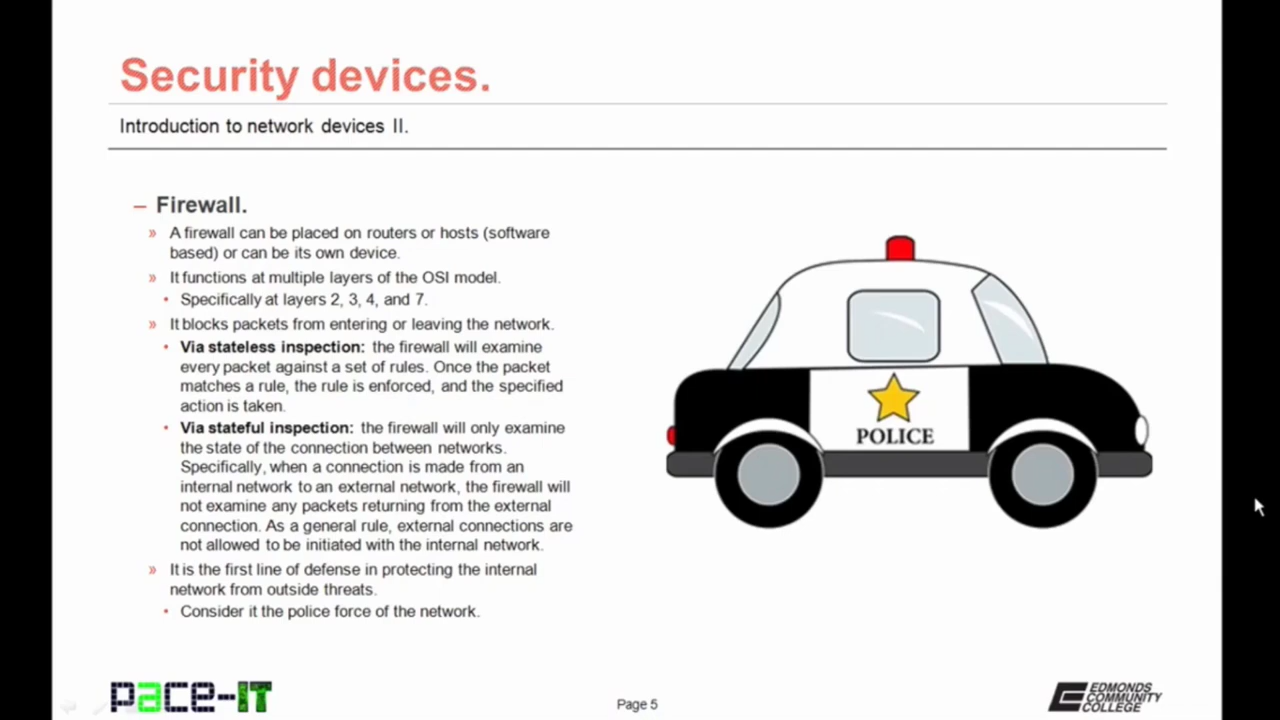 Security devices.
Introduction to network devices II.
– Firewall.
» A firewall can be placed on routers or hosts (software
based) or can be its own device.
» It functions at multiple layers of the OSI model.
• Specifically at layers 2, 3, 4, and 7.
» It blocks packets from entering or leaving the network.
• Via stateless inspection: the firewall will examine
every packet against a set of rules. Once the packet
matches a rule, the rule is enforced, and the specified
action is taken.
• Via stateful inspection: the firewall will only examine
the state of the connection between networks.
Specifically, when a connection is made from an
internal network to an external network, the firewall will
not examine any packets returning from the external
connection. As a general rule, external connections are
not allowed to be initiated with the internal network.
» It is the first line of defense in protecting the internal
network from outside threats.
• Consider it the police force of the network.
POLICE
pace-IT
Page 5
EDMONDS
COMMUNITY
COLLEGE